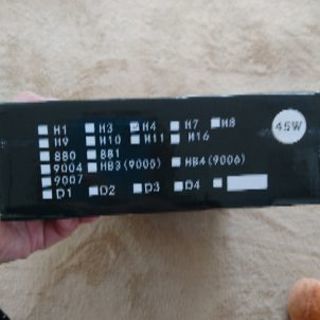 H1 H3 H4 H7 H8
H9 H10 H11 H16
880 881
9004 HB3(9005) HB4(9006)
9007
D1 D2 D3 D4
45W